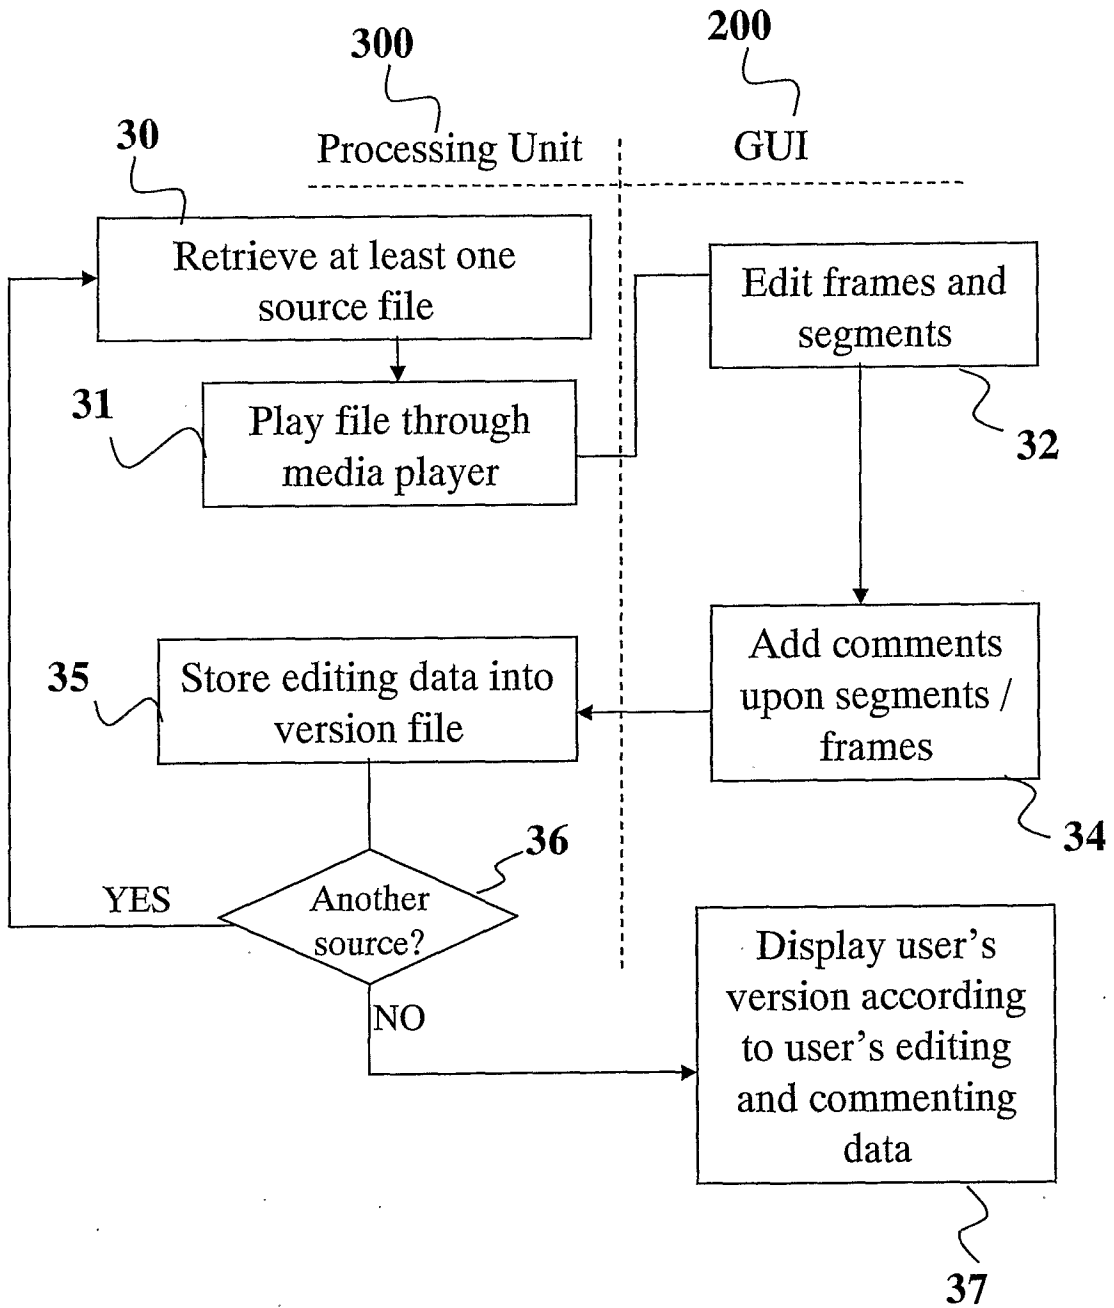 300
200
Processing Unit
GUI
30
Retrieve at least one
source file
Edit frames and
segments
31
Play file through
media player
32
35
Store editing data into
version file
Add comments
upon segments /
frames
34
36
Another
source?
YES
NO
Display user's
version according
to user's editing
and commenting
data
37